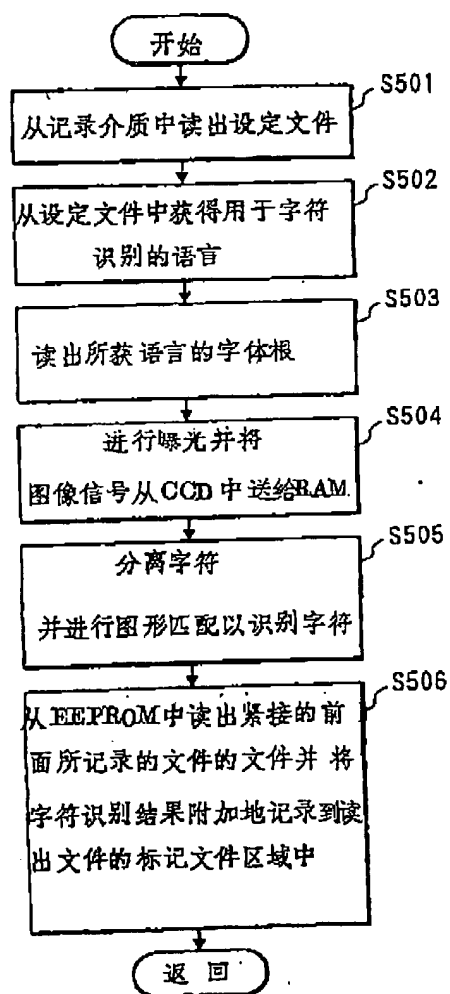 开始
S501
从记录介质中读出设定文件
S502
从设定文件中获得用于字符
识别的语言
S503
读出所获语言的字体根
S504
进行曝光并将
图像信号从CCD中送给RAM
S505
分离字符
并进行图形匹配以识别字符
S506
从EEPROM中读出紧接的前
面所记录的文件的文件并将
字符识别结果附加地记录到读
出文件的标记文件区域中
返回